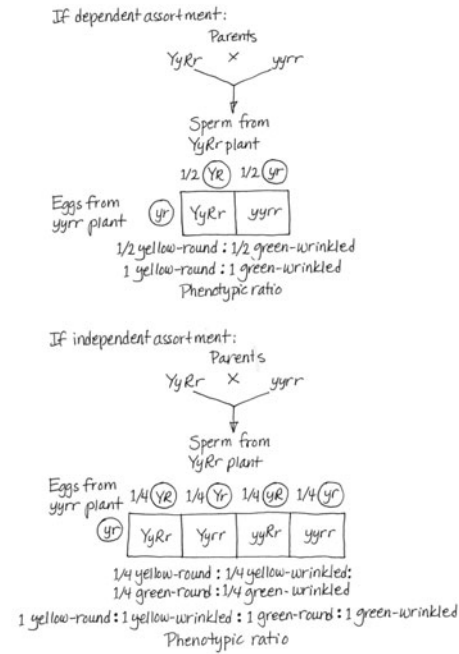 If dependent assortment:
Parents
YyRr × yyrr
Sperm from
YyRr plant
1/2 YR 1/2 yr
Eggs from
yyrr plant yr YyRr yyrr
1/2 yellow-round : 1/2 green-wrinkled
1 yellow-round : 1 green-wrinkled
Phenotypic ratio
If independent assortment:
Parents
YyRr × yyrr
Sperm from
YyRr plant
Eggs from
yyrr plant 1/4 YR 1/4 Yr 1/4 yR 1/4 yr
yr YyRr Yyrr yyRr yyrr
1/4 yellow-round : 1/4 yellow-wrinkled:
1/4 green-round : 1/4 green-wrinkled
1 yellow-round : 1 yellow-wrinkled : 1 green-round : 1 green-wrinkled
Phenotypic ratio